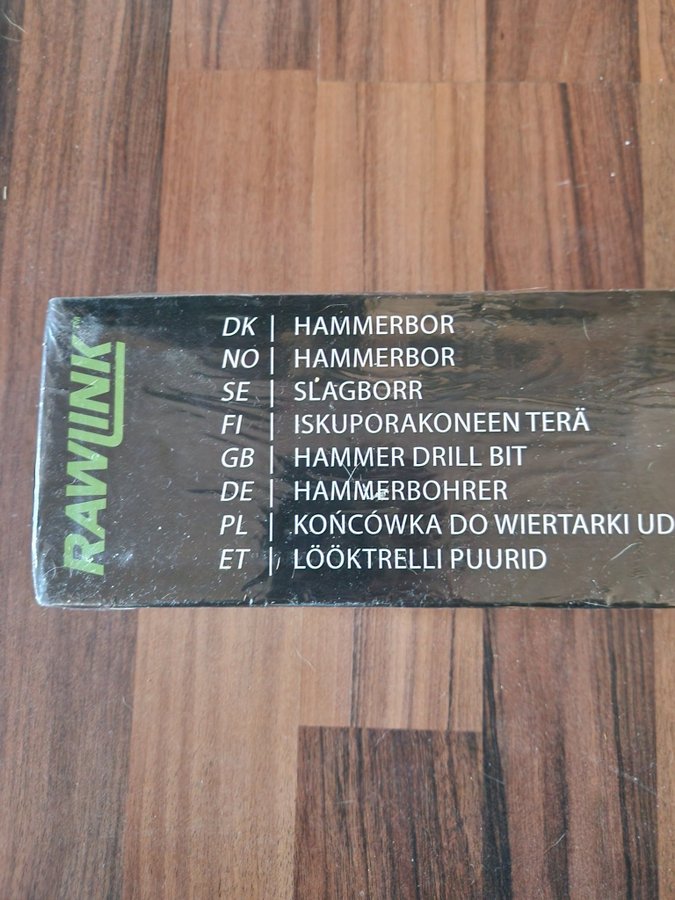 RAWLINK™
DK | HAMMERBOR
NO | HAMMERBOR
SE | SLAGBORR
FI | ISKUPORAKONEEN TERÄ
GB | HAMMER DRILL BIT
DE | HAMMERBOHRER
PL | KOŃCÓWKA DO WIERTARKI UD
ET | LÖÖKTRELLI PUURID